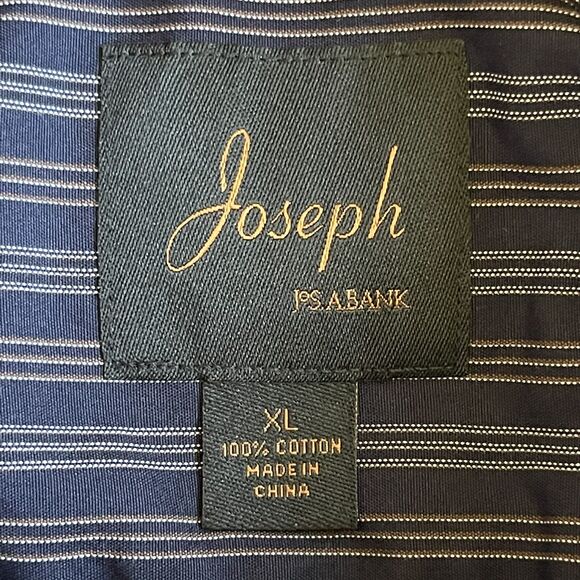 Joseph
JoS.A.BANK
XL
100% COTTON
MADE IN
CHINA